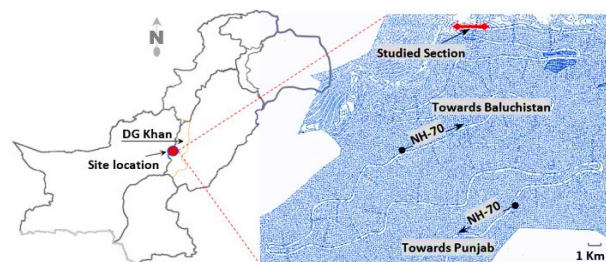 N
DG Khan
Site location
Studied Section
Towards Baluchistan
NH-70
NH-70
Towards Punjab
1 Km